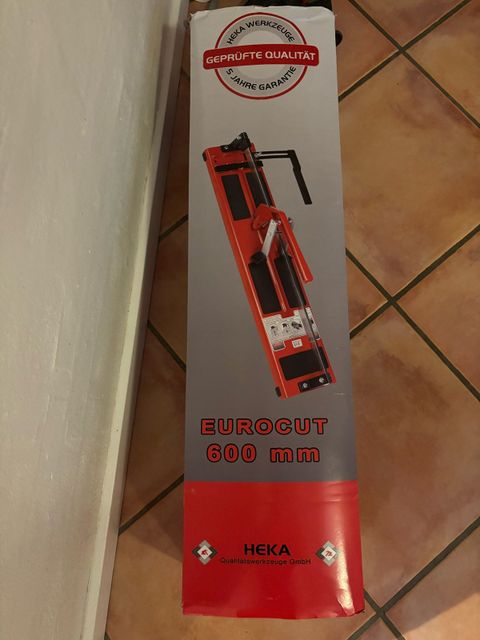 HEKA WERKZEUGE
GEPRÜFTE QUALITÄT
5 JAHRE GARANTIE
EUROCUT
600 mm
HEKA
Qualitätswerkzeuge GmbH